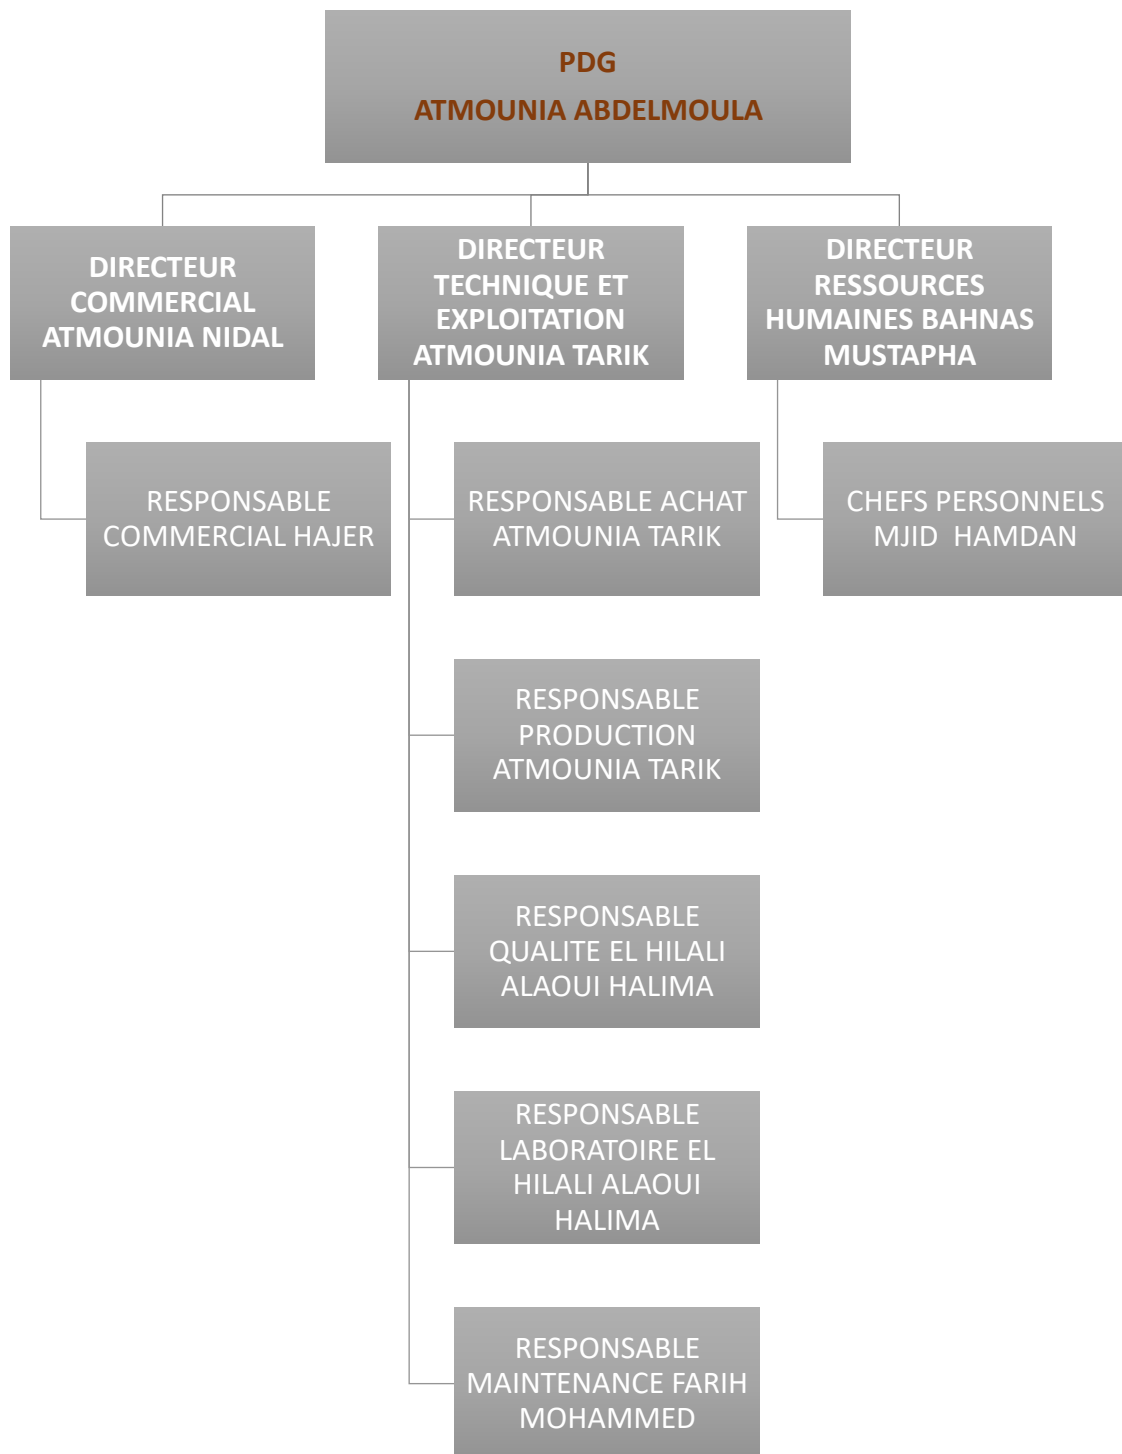 PDG
ATMOUNIA ABDELMOULA
DIRECTEUR
COMMERCIAL
ATMOUNIA NIDAL
DIRECTEUR
TECHNIQUE ET
EXPLOITATION
ATMOUNIA TARIK
DIRECTEUR
RESSOURCES
HUMAINES BAHNAS
MUSTAPHA
RESPONSABLE
COMMERCIAL HAJER
RESPONSABLE ACHAT
ATMOUNIA TARIK
CHEFS PERSONNELS
MJID  HAMDAN
RESPONSABLE
PRODUCTION
ATMOUNIA TARIK
RESPONSABLE
QUALITE EL HILALI
ALAOUI HALIMA
RESPONSABLE
LABORATOIRE EL
HILALI ALAOUI
HALIMA
RESPONSABLE
MAINTENANCE FARIH
MOHAMMED